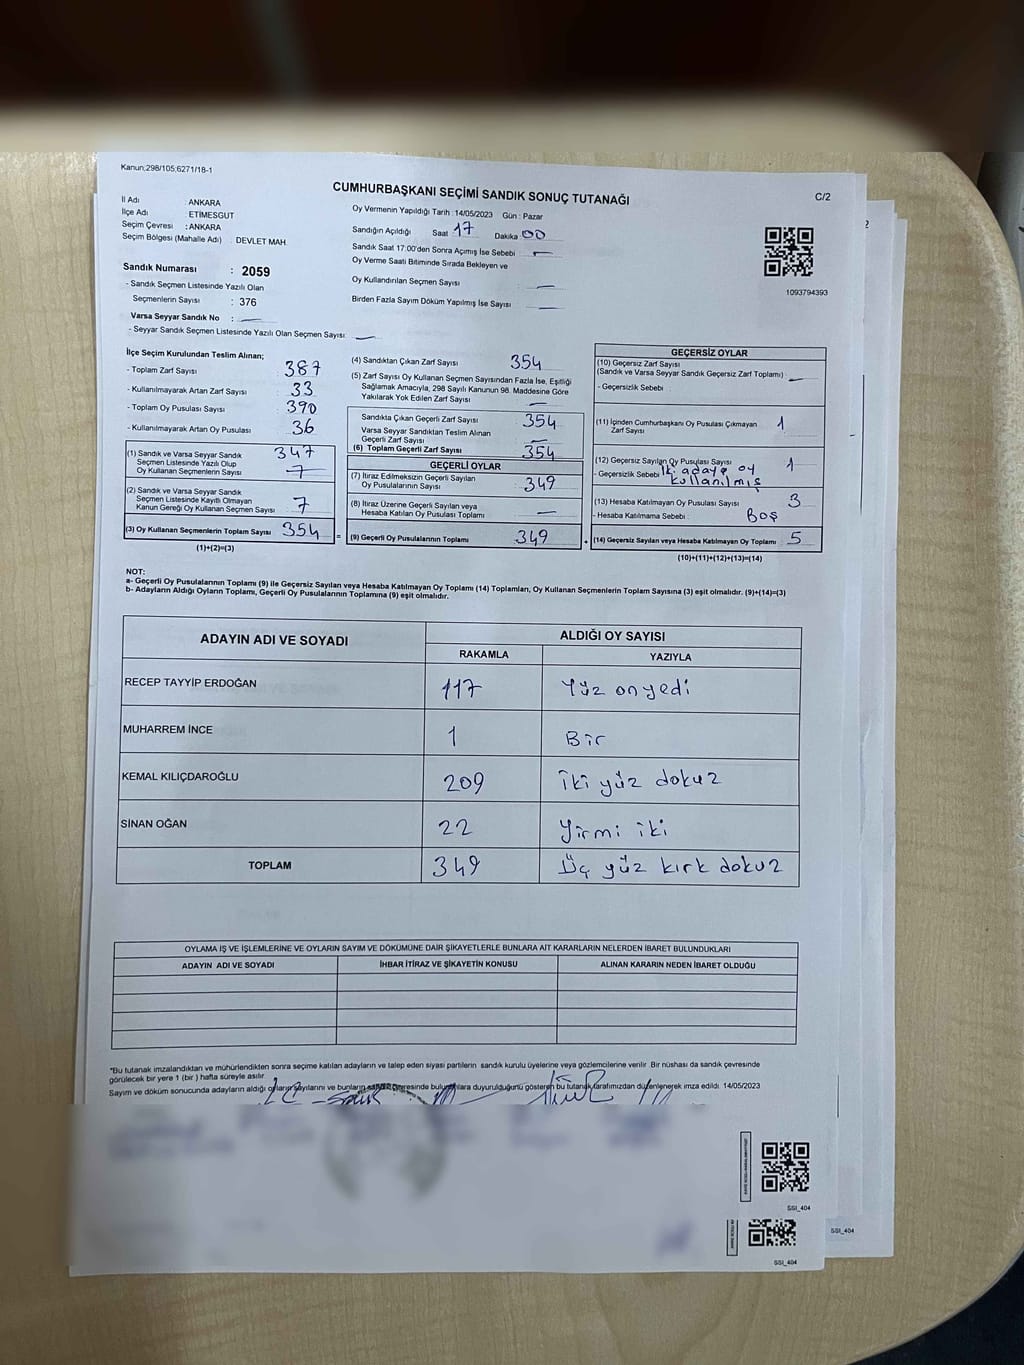 Kanun;298/105;6271/18-1
CUMHURBAŞKANI SEÇİMİ SANDIK SONUÇ TUTANAĞI
C/2
İl Adı : ANKARA
İlçe Adı : ETİMESGUT
Seçim Çevresi : ANKARA
Seçim Bölgesi (Mahalle Adı) : DEVLET MAH.
Sandık Numarası : 2059
- Sandık Seçmen Listesinde Yazılı Olan
Seçmenlerin Sayısı : 376
Varsa Seyyar Sandık No : —
- Seyyar Sandık Seçmen Listesinde Yazılı Olan Seçmen Sayısı: —
Oy Vermenin Yapıldığı Tarih : 14/05/2023 Gün : Pazar
Sandığın Açıldığı Saat 17 Dakika 00
Sandık Saat 17:00'den Sonra Açımış İse Sebebi : —
Oy Verme Saati Bitiminde Sırada Bekleyen ve
Oy Kullandırılan Seçmen Sayısı : —
Birden Fazla Sayım Döküm Yapılmış İse Sayısı : —
1093794393
İlçe Seçim Kurulundan Teslim Alınan;
- Toplam Zarf Sayısı 387
- Kullanılmayarak Artan Zarf Sayısı 33
- Toplam Oy Pusulası Sayısı 390
- Kullanılmayarak Artan Oy Pusulası 36
(1) Sandık ve Varsa Seyyar Sandık 347
Seçmen Listesinde Yazılı Olup
Oy Kullanan Seçmenlerin Sayısı 7
(2) Sandık ve Varsa Seyyar Sandık
Seçmen Listesinde Kayıtlı Olmayan 7
Kanun Gereği Oy Kullanan Seçmen Sayısı
(3) Oy Kullanan Seçmenlerin Toplam Sayısı 354 =
(1)+(2)=(3)
(4) Sandıktan Çıkan Zarf Sayısı 354
(5) Zarf Sayısı Oy Kullanan Seçmen Sayısından Fazla İse, Eşitliği
Sağlamak Amacıyla, 298 Sayılı Kanunun 98. Maddesine Göre
Yakılarak Yok Edilen Zarf Sayısı —
Sandıkta Çıkan Geçerli Zarf Sayısı 354
Varsa Seyyar Sandıktan Teslim Alınan
Geçerli Zarf Sayısı —
(6) Toplam Geçerli Zarf Sayısı 354
GEÇERLİ OYLAR
(7) İtiraz Edilmeksizin Geçerli Sayılan
Oy Pusulalarının Sayısı 349
(8) İtiraz Üzerine Geçerli Sayılan veya
Hesaba Katılan Oy Pusulası Toplamı —
(9) Geçerli Oy Pusulalarının Toplamı 349 +
GEÇERSİZ OYLAR
(10) Geçersiz Zarf Sayısı
(Sandık ve Varsa Seyyar Sandık Geçersiz Zarf Toplamı) : —
- Geçersizlik Sebebi :
(11) İçinden Cumhurbaşkanı Oy Pusulası Çıkmayan 1
Zarf Sayısı
(12) Geçersiz Sayılan Oy Pusulası Sayısı 1
- Geçersizlik Sebebi : İki adaya oy
kullanılmış
(13) Hesaba Katılmayan Oy Pusulası Sayısı 3
- Hesaba Katılmama Sebebi : Boş
(14) Geçersiz Sayılan veya Hesaba Katılmayan Oy Toplamı 5
(10)+(11)+(12)+(13)=(14)
NOT:
a- Geçerli Oy Pusulalarının Toplamı (9) ile Geçersiz Sayılan veya Hesaba Katılmayan Oy Toplamı (14) Toplamları, Oy Kullanan Seçmenlerin Toplam Sayısına (3) eşit olmalıdır. (9)+(14)=(3)
b- Adayların Aldığı Oyların Toplamı, Geçerli Oy Pusulalarının Toplamına (9) eşit olmalıdır.
ADAYIN ADI VE SOYADI
ALDIĞI OY SAYISI
RAKAMLA YAZIYLA
RECEP TAYYİP ERDOĞAN 117 Yüz onyedi
MUHARREM İNCE 1 Bir
KEMAL KILIÇDAROĞLU 209 İki yüz dokuz
SİNAN OĞAN 22 Yirmi iki
TOPLAM 349 Üç yüz kırk dokuz
OYLAMA İŞ VE İŞLEMLERİNE VE OYLARIN SAYIM VE DÖKÜMÜNE DAİR ŞİKAYETLERLE BUNLARA AİT KARARLARIN NELERDEN İBARET BULUNDUKLARI
ADAYIN ADI VE SOYADI İHBAR İTİRAZ VE ŞİKAYETİN KONUSU ALINAN KARARIN NEDEN İBARET OLDUĞU
*Bu tutanak imzalandıktan ve mühürlendikten sonra seçime katılan adayların ve talep eden siyasi partilerin sandık kurulu üyelerine veya gözlemcilerine verilir. Bir nüshası da sandık çevresinde
görülecek bir yere 1 (bir) hafta süreyle asılır.
Sayım ve döküm sonucunda adayların aldığı oyların sayılarını ve bunların sandık çevresinde bulunanlara duyurulduğunu gösteren bu tutanak tarafımızdan düzenlenerek imza edildi. 14/05/2023
SSI_404
SSI_404
SSI_404
2